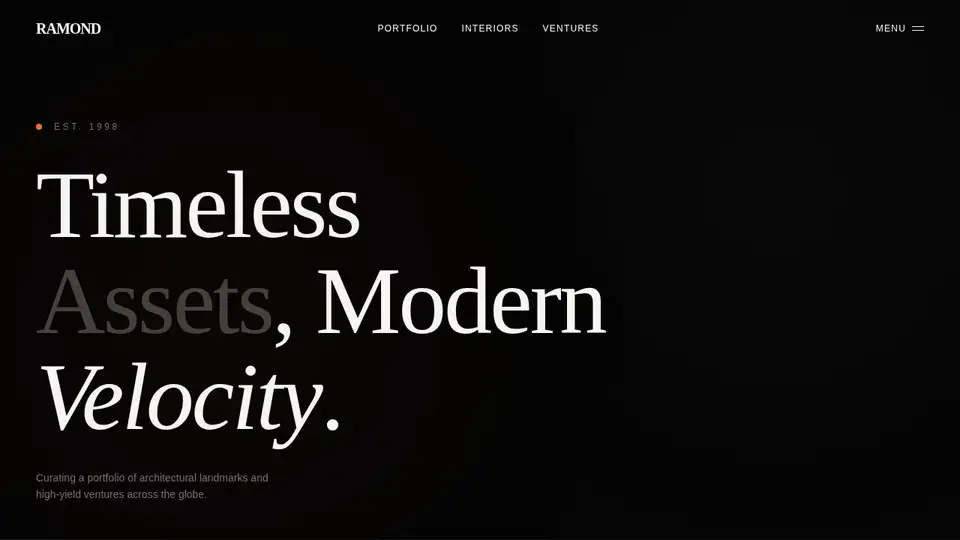 RAMOND
PORTFOLIO INTERIORS VENTURES
MENU
EST. 1998
Timeless
Assets, Modern
Velocity.
Curating a portfolio of architectural landmarks and
high-yield ventures across the globe.